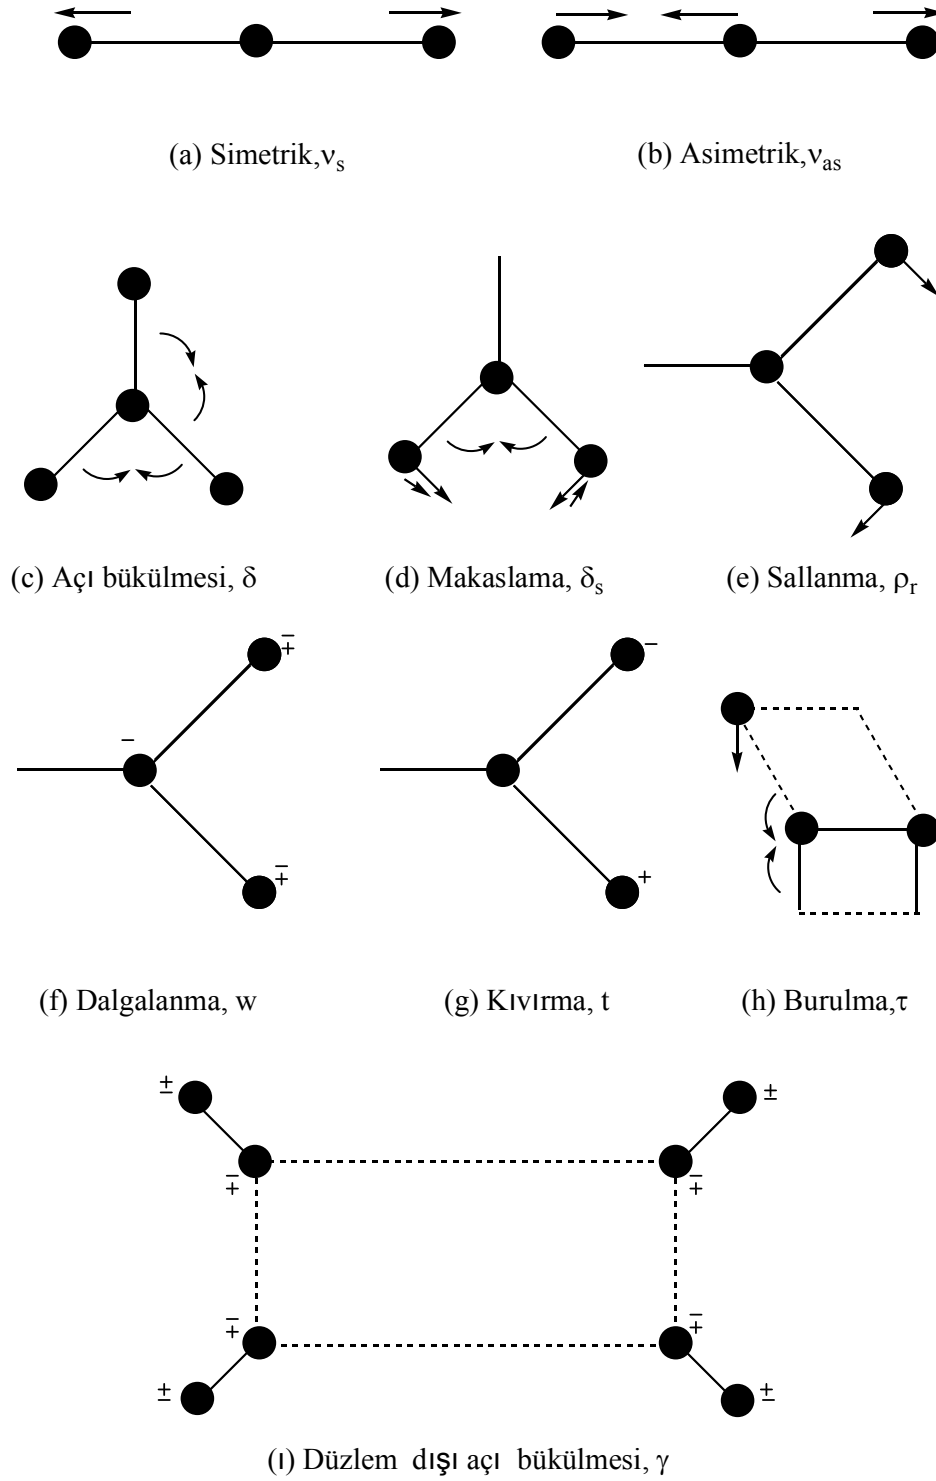 (a) Simetrik,νs
(b) Asimetrik,νas
(c) Açı bükülmesi, δ
(d) Makaslama, δs
(e) Sallanma, ρr
∓
−
∓
−
+
(f) Dalgalanma, w
(g) Kıvırma, t
(h) Burulma,τ
±
±
∓
∓
∓
∓
±
±
(ı) Düzlem dışı açı bükülmesi, γ